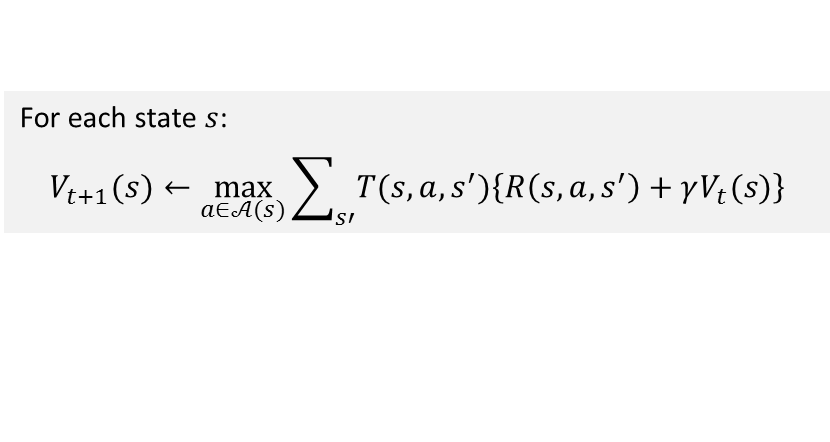 For each state s:
V_{t+1}(s) ← max_{a∈𝒜(s)} ∑_{s′} T(s, a, s′){R(s, a, s′) + γV_t(s)}